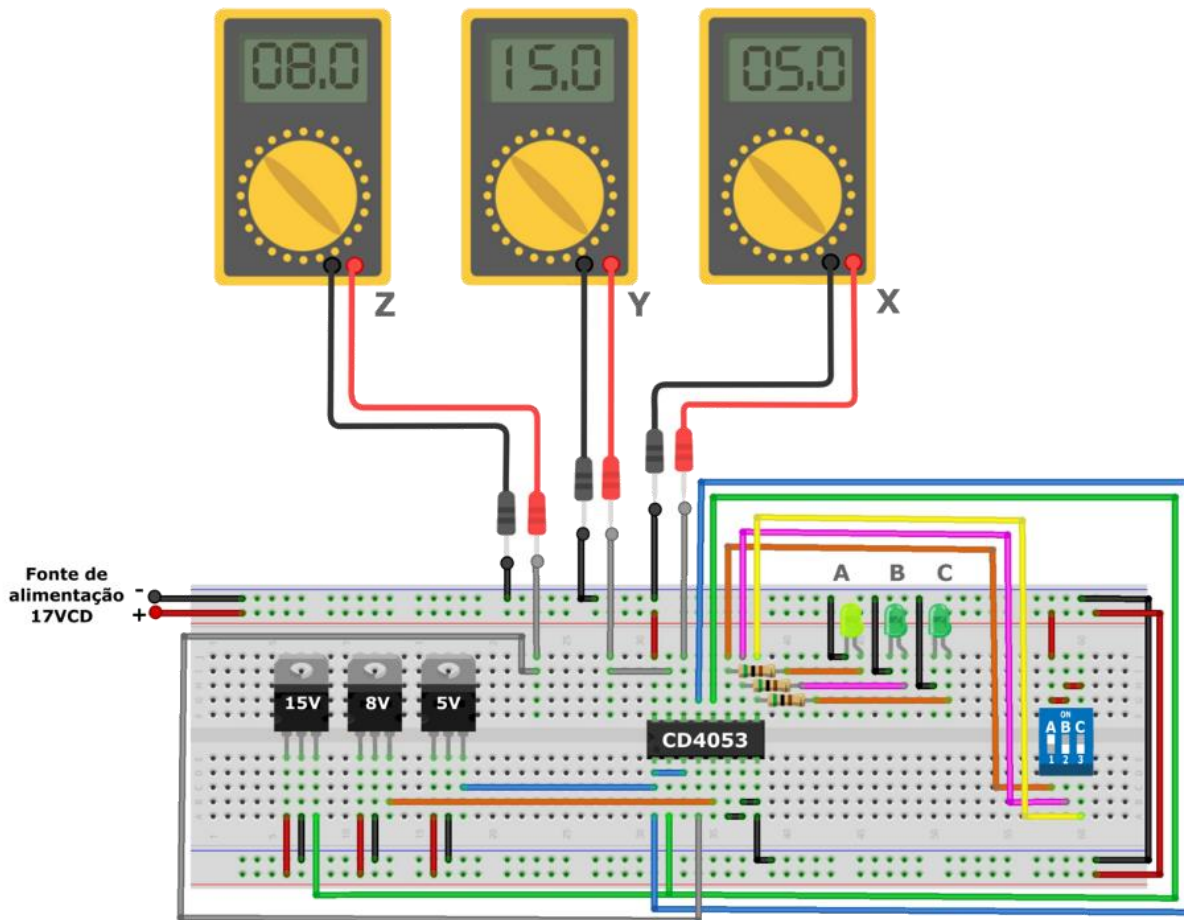 08.0
15.0
05.0
Z
Y
X
Fonte de
alimentação
17VCD
-
+
A B C
15V
8V
5V
CD4053
ON
A B C
1 2 3